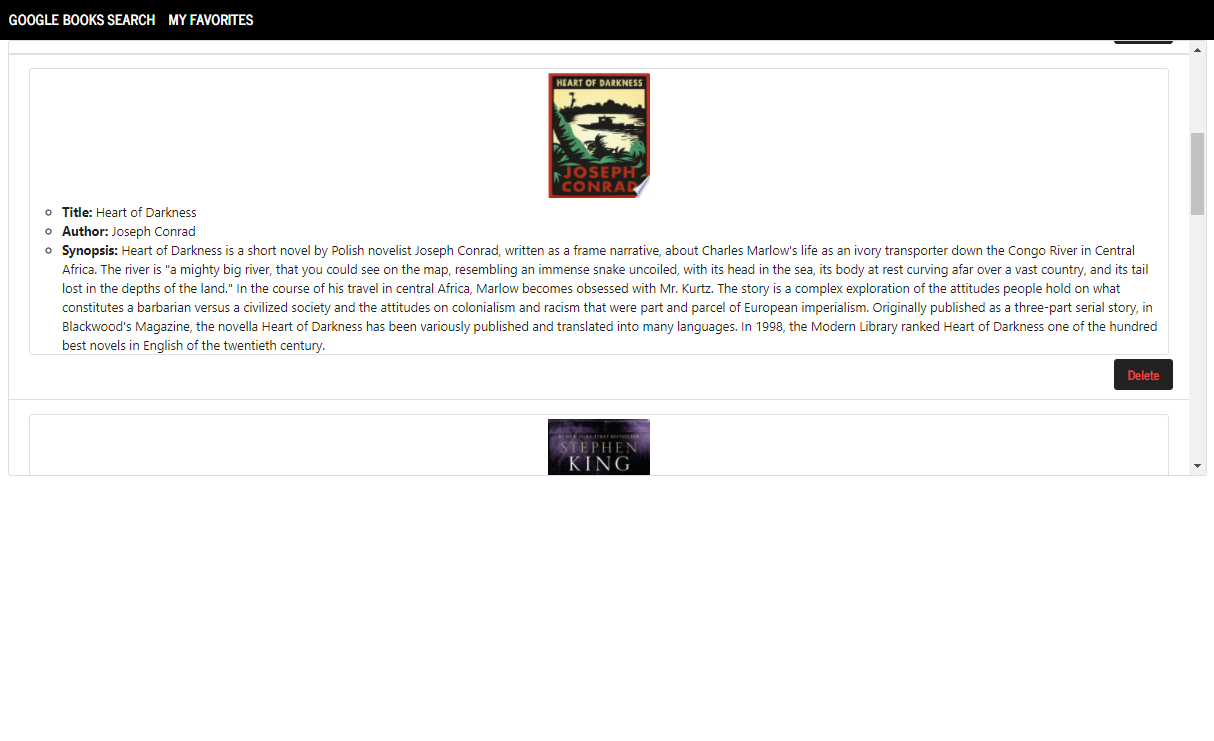 GOOGLE BOOKS SEARCH MY FAVORITES
HEART OF DARKNESS
JOSEPH
CONRAD
Title: Heart of Darkness
Author: Joseph Conrad
Synopsis: Heart of Darkness is a short novel by Polish novelist Joseph Conrad, written as a frame narrative, about Charles Marlow's life as an ivory transporter down the Congo River in Central
Africa. The river is "a mighty big river, that you could see on the map, resembling an immense snake uncoiled, with its head in the sea, its body at rest curving afar over a vast country, and its tail
lost in the depths of the land." In the course of his travel in central Africa, Marlow becomes obsessed with Mr. Kurtz. The story is a complex exploration of the attitudes people hold on what
constitutes a barbarian versus a civilized society and the attitudes on colonialism and racism that were part and parcel of European imperialism. Originally published as a three-part serial story, in
Blackwood's Magazine, the novella Heart of Darkness has been variously published and translated into many languages. In 1998, the Modern Library ranked Heart of Darkness one of the hundred
best novels in English of the twentieth century.
Delete
#1 NEW YORK TIMES BESTSELLER
STEPHEN
KING